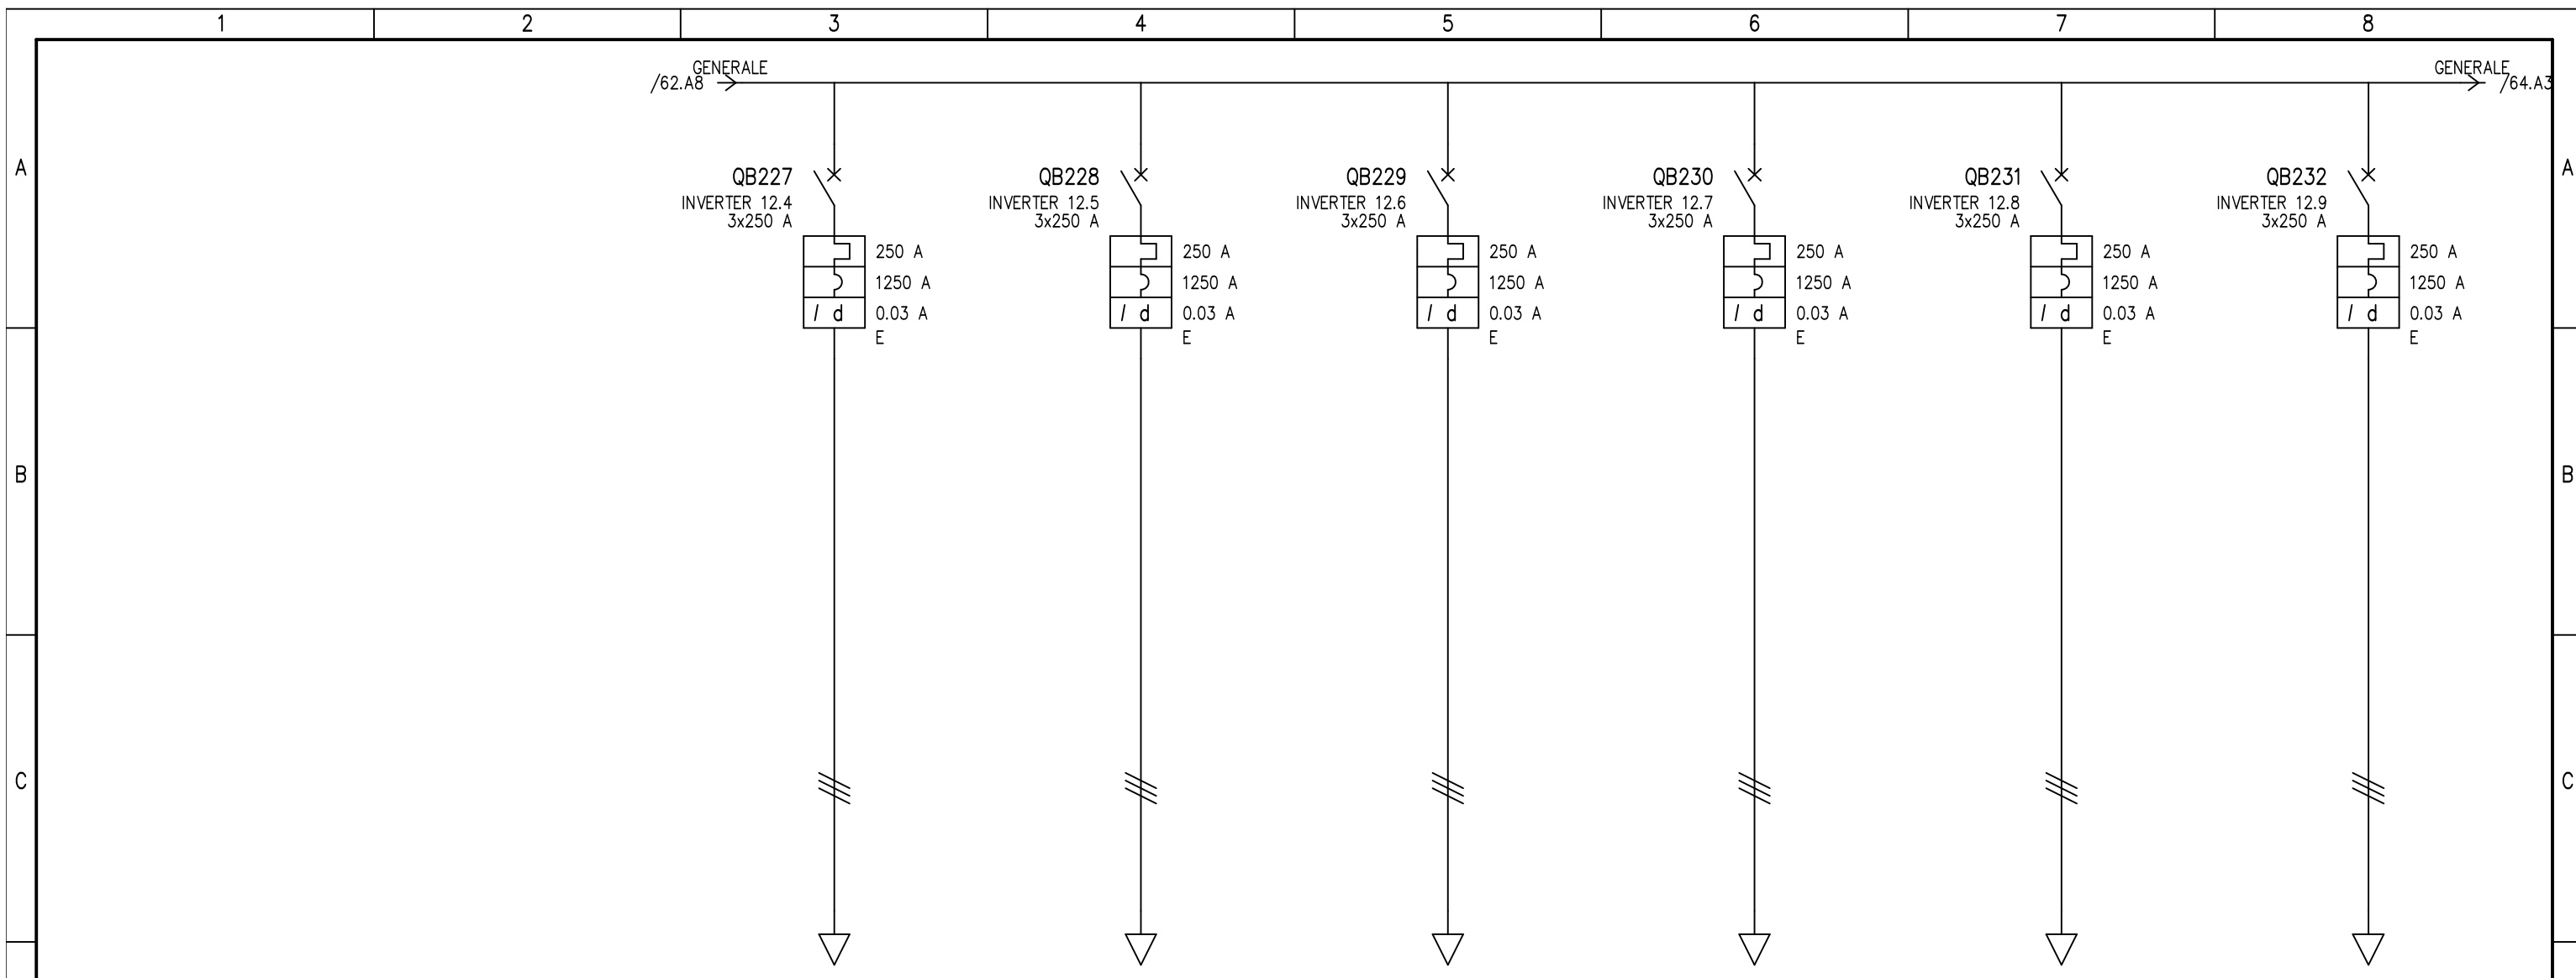 1 2 3 4 5 6 7 8
GENERALE GENERALE
/62.A8 /64.A3
A A
QB227 QB228 QB229 QB230 QB231 QB232
INVERTER 12.4 INVERTER 12.5 INVERTER 12.6 INVERTER 12.7 INVERTER 12.8 INVERTER 12.9
3x250 A 3x250 A 3x250 A 3x250 A 3x250 A 3x250 A
250 A 250 A 250 A 250 A 250 A 250 A
1250 A 1250 A 1250 A 1250 A 1250 A 1250 A
I d 0.03 A I d 0.03 A I d 0.03 A I d 0.03 A I d 0.03 A I d 0.03 A
E E E E E E
B B
C C